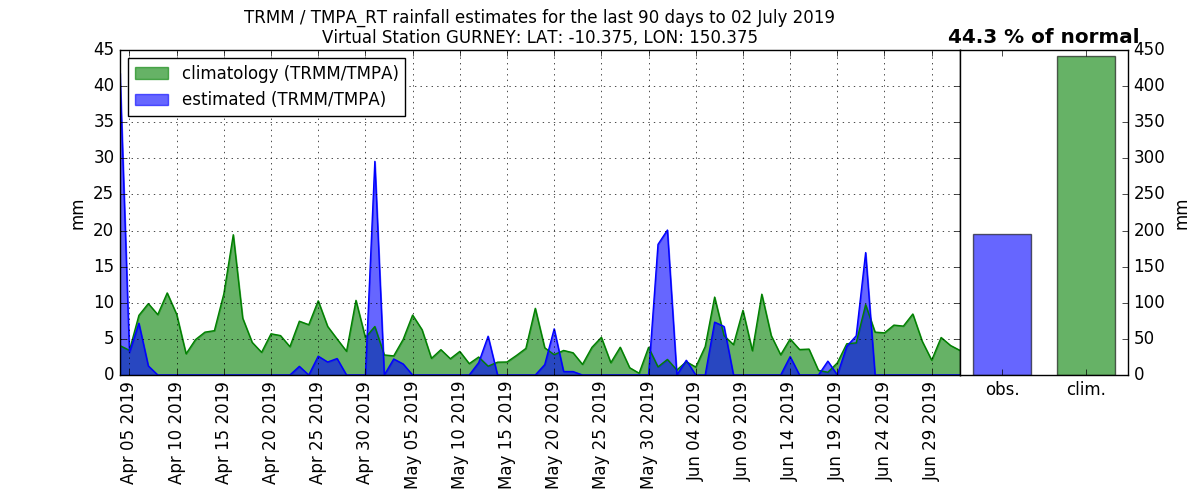 TRMM / TMPA_RT rainfall estimates for the last 90 days to 02 July 2019
Virtual Station GURNEY: LAT: -10.375, LON: 150.375
44.3 % of normal
climatology (TRMM/TMPA)
estimated (TRMM/TMPA)
mm
45
40
35
30
25
20
15
10
5
0
Apr 05 2019
Apr 10 2019
Apr 15 2019
Apr 20 2019
Apr 25 2019
Apr 30 2019
May 05 2019
May 10 2019
May 15 2019
May 20 2019
May 25 2019
May 30 2019
Jun 04 2019
Jun 09 2019
Jun 14 2019
Jun 19 2019
Jun 24 2019
Jun 29 2019
obs.
clim.
450
400
350
300
250
200
150
100
50
0
mm